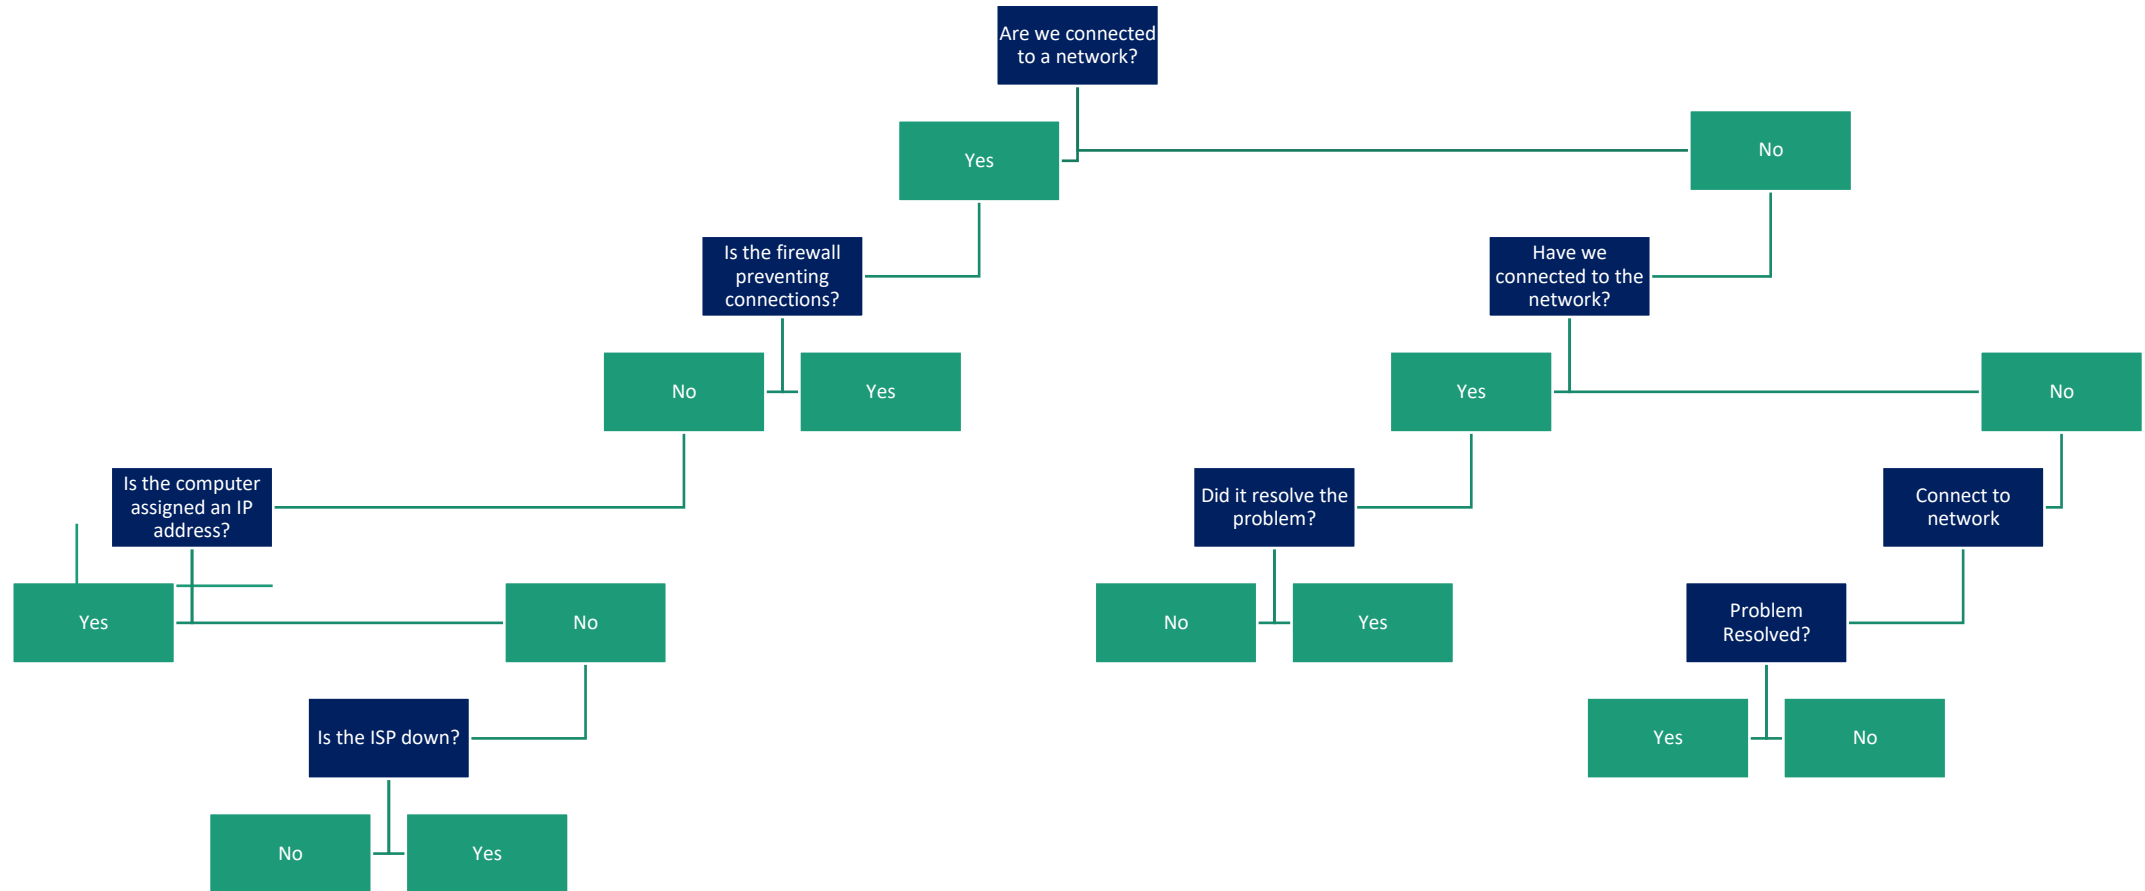 Are we connected
to a network?
Yes
No
Is the firewall
preventing
connections?
Have we
connected to the
network?
No
Yes
Yes
No
Is the computer
assigned an IP
address?
Did it resolve the
problem?
Connect to
network
Yes
No
No
Yes
Problem
Resolved?
Is the ISP down?
Yes
No
No
Yes